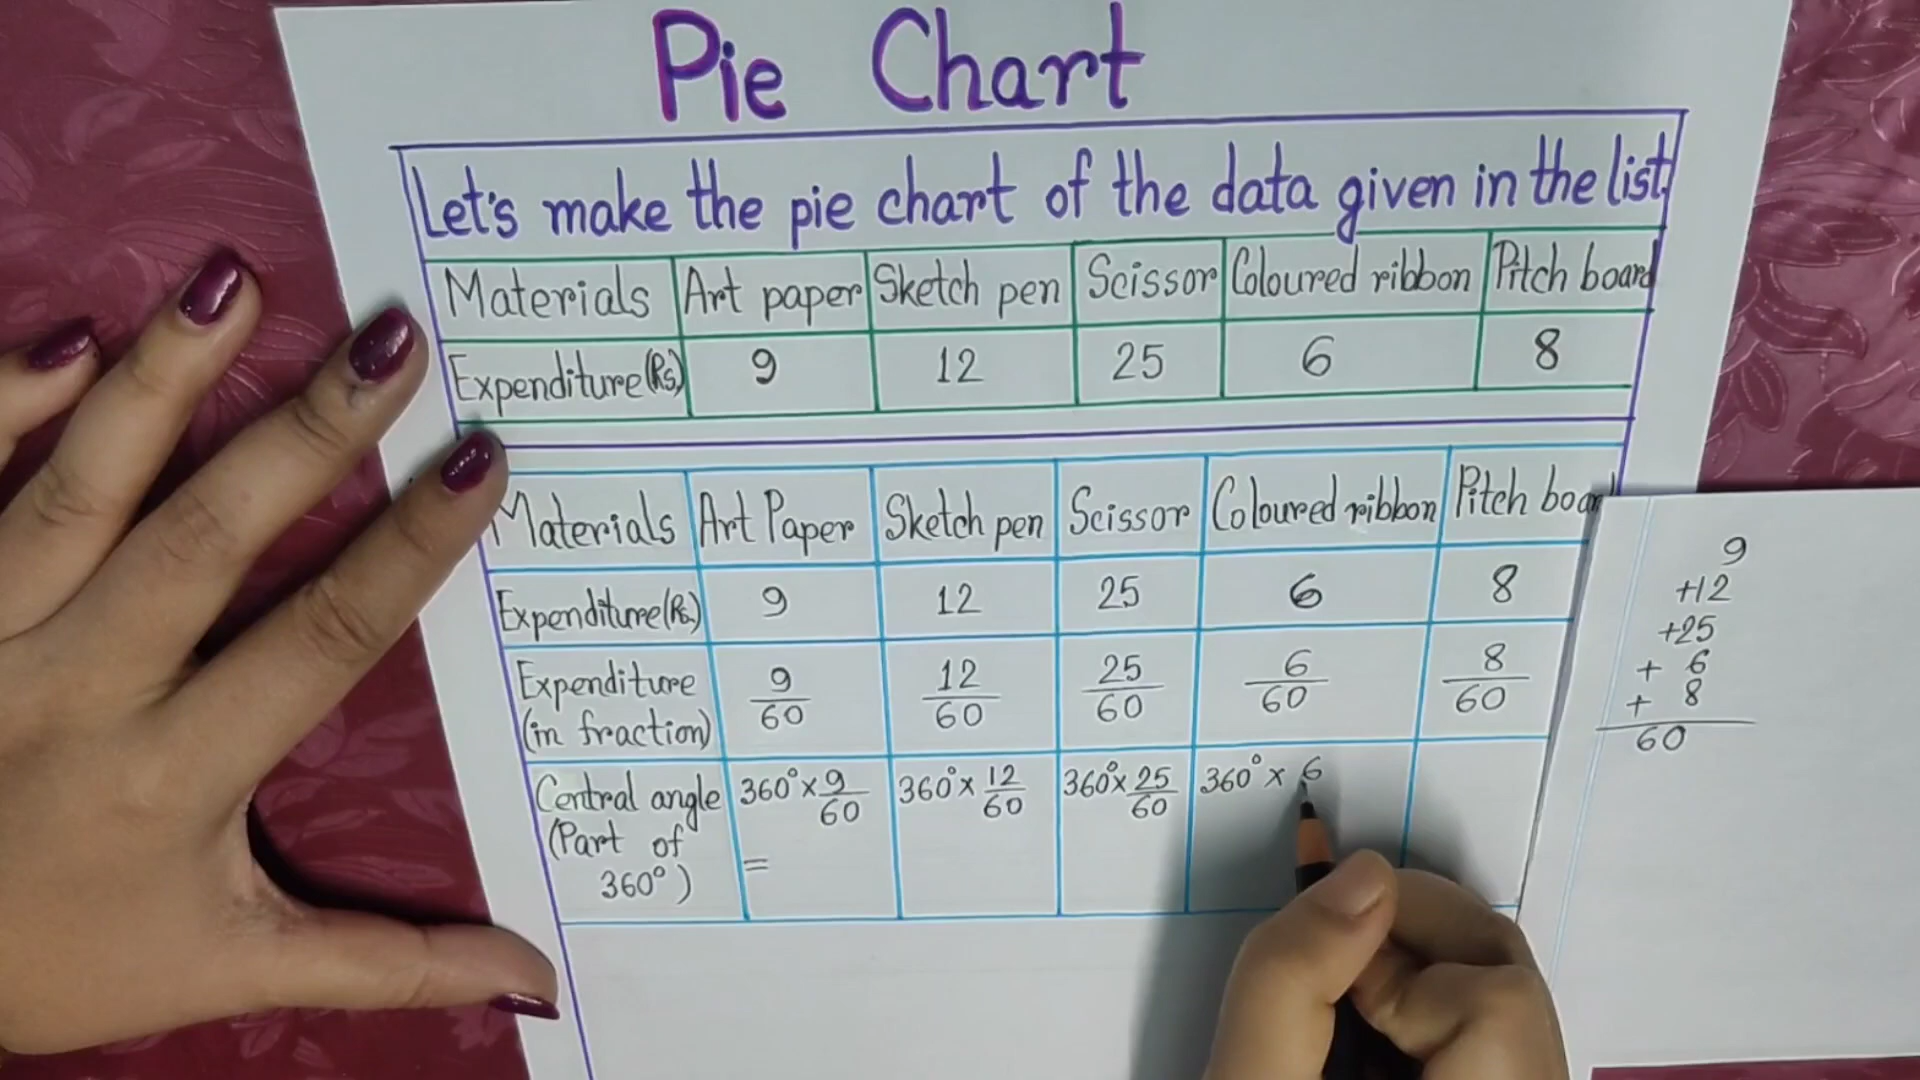 Pie Chart
Let's make the pie chart of the data given in the list.
Materials Art paper Sketch pen Scissor Coloured ribbon Pitch board
Expenditure (Rs.) 9 12 25 6 8
Materials Art Paper Sketch pen Scissor Coloured ribbon Pitch boar
Expenditure (Rs.) 9 12 25 6 8
Expenditure (in fraction) 9/60 12/60 25/60 6/60 8/60
Central angle (Part of 360°) 360° × 9/60 = 360° × 12/60 360° × 25/60 360° × 6
9
+12
+25
+ 6
+ 8
60